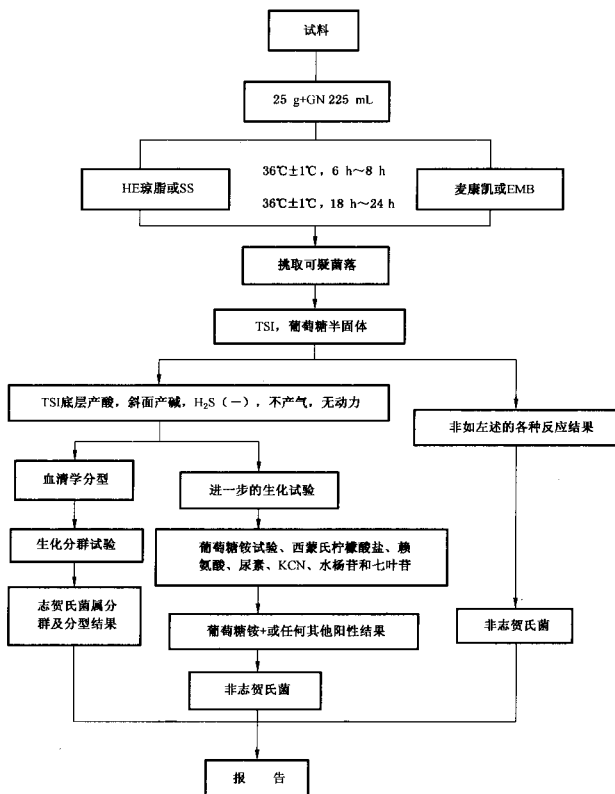 试料
25 g+GN 225 mL
HE琼脂或SS
36℃±1℃，6 h～8 h
36℃±1℃，18 h～24 h
麦康凯或EMB
挑取可疑菌落
TSI，葡萄糖半固体
TSI底层产酸，斜面产碱，H₂S（—），不产气，无动力
非如左述的各种反应结果
血清学分型
进一步的生化试验
生化分群试验
葡萄糖铵试验、西蒙氏柠檬酸盐、赖
氨酸、尿素、KCN、水杨苷和七叶苷
志贺氏菌属分
群及分型结果
葡萄糖铵+或任何其他阳性结果
非志贺氏菌
非志贺氏菌
报 告